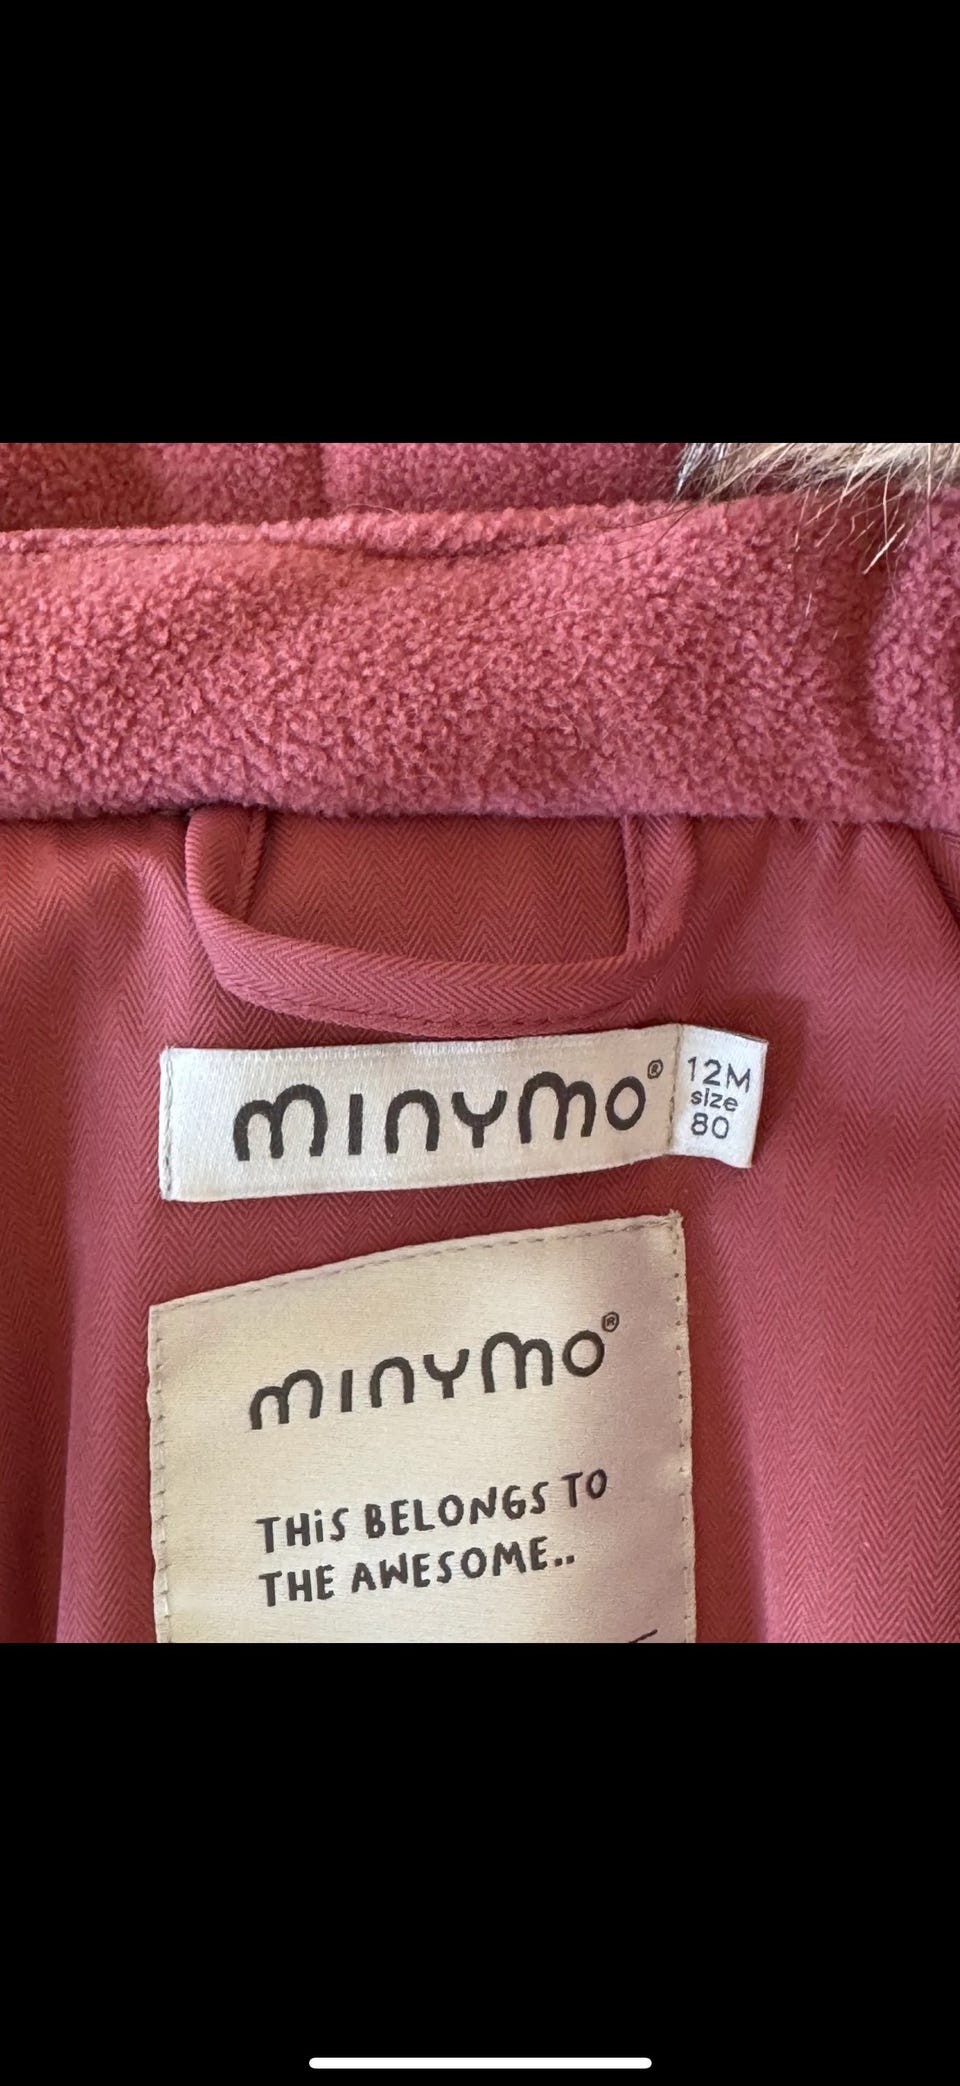 minymo®
12M
size
80
minymo®
THiS BELONGS TO
THE AWESOME..